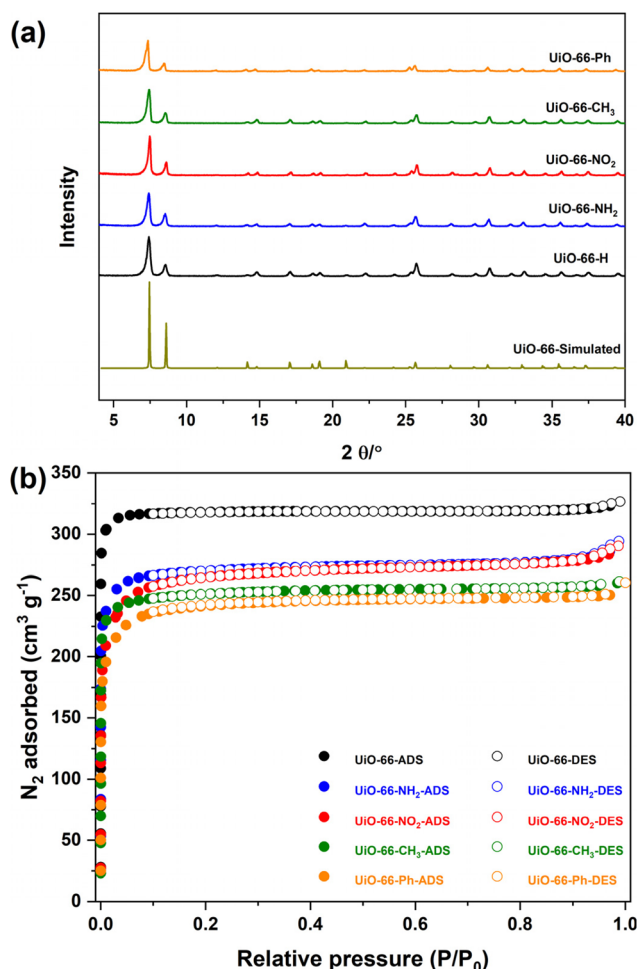 (a)
UiO-66-Ph
UiO-66-CH₃
UiO-66-NO₂
UiO-66-NH₂
UiO-66-H
UiO-66-Simulated
Intensity
5 10 15 20 25 30 35 40
2 θ/°
(b)
350
300
250
200
150
100
50
0
N₂ adsorbed (cm³ g⁻¹)
UiO-66-ADS UiO-66-DES
UiO-66-NH₂-ADS UiO-66-NH₂-DES
UiO-66-NO₂-ADS UiO-66-NO₂-DES
UiO-66-CH₃-ADS UiO-66-CH₃-DES
UiO-66-Ph-ADS UiO-66-Ph-DES
0.0 0.2 0.4 0.6 0.8 1.0
Relative pressure (P/P₀)